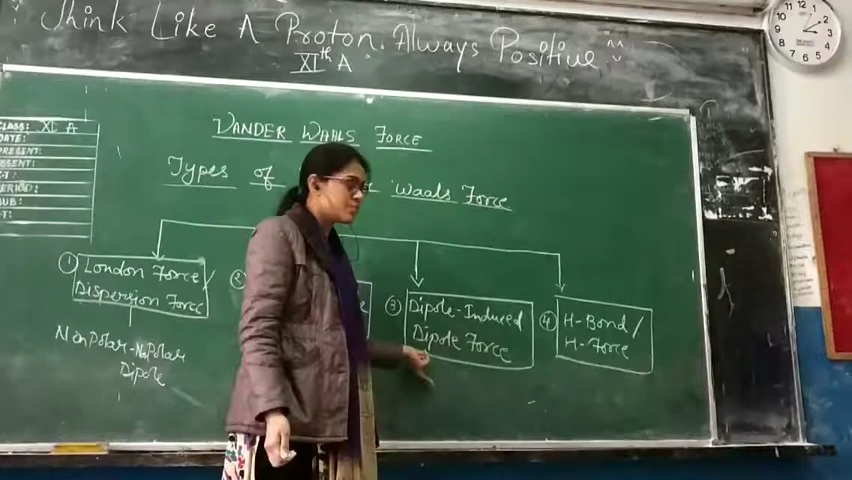 Think Like A Proton. Always Positive
XIth A
CLASS: XI A
DATE:
PRESENT:
ABSENT:
PERIOD:
SUB:
VANDER WAALS FORCE
Types of Waals Force
① London Force/
Dispersion Force
NonPolar-NonPolar
Dipole
②
③ Dipole-Induced
Dipole Force
④ H-Bond/
H-Force